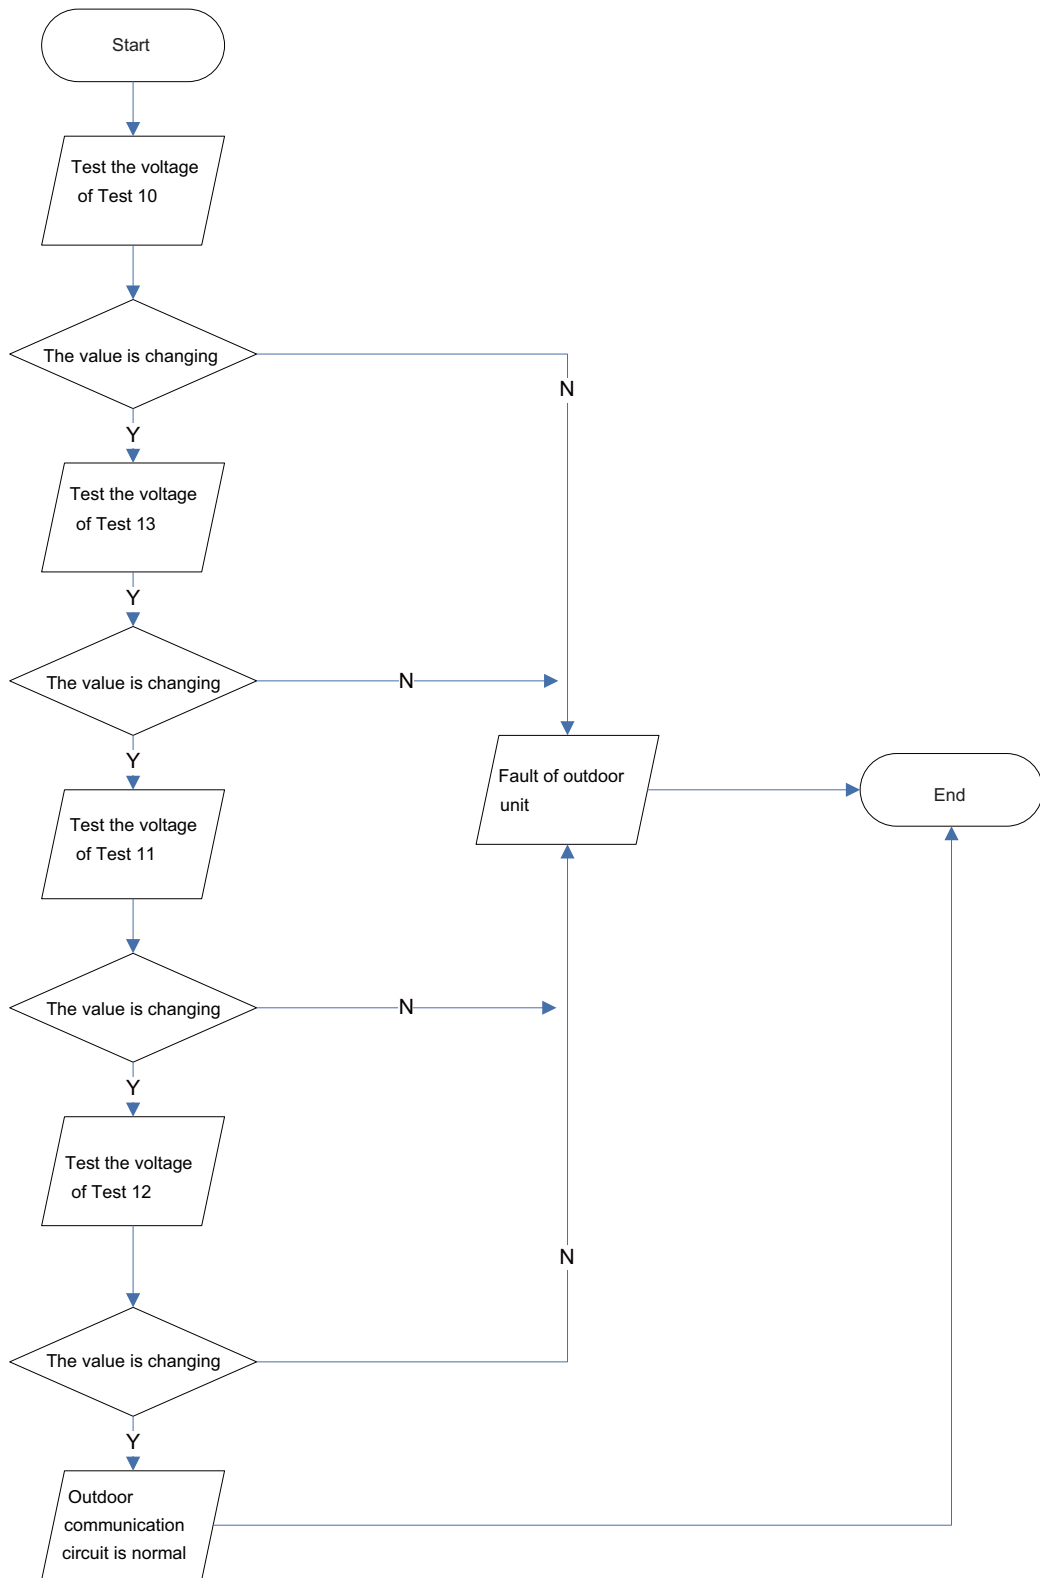 Start
Test the voltage
of Test 10
The value is changing
N
Y
Test the voltage
of Test 13
Y
The value is changing
N
Y
Fault of outdoor
unit
End
Test the voltage
of Test 11
The value is changing
N
Y
Test the voltage
of Test 12
N
The value is changing
Y
Outdoor
communication
circuit is normal